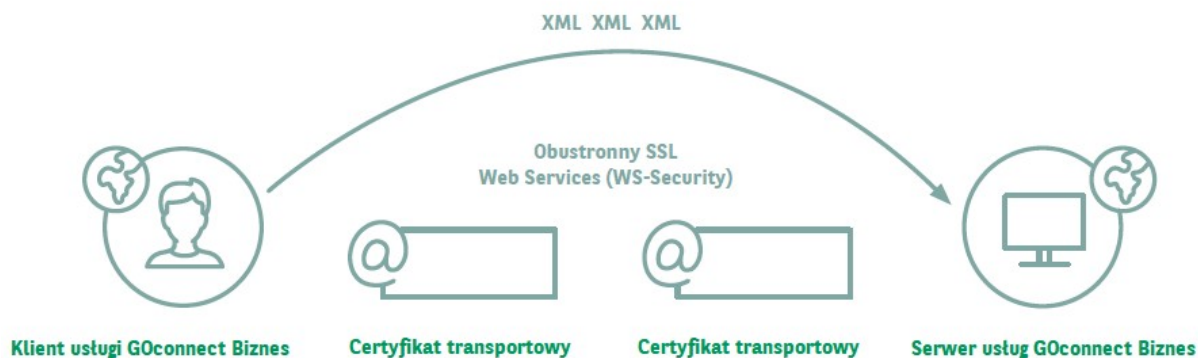 XML XML XML
Obustronny SSL
Web Services (WS-Security)
Klient usługi GOconnect Biznes
Certyfikat transportowy
Certyfikat transportowy
Serwer usług GOconnect Biznes